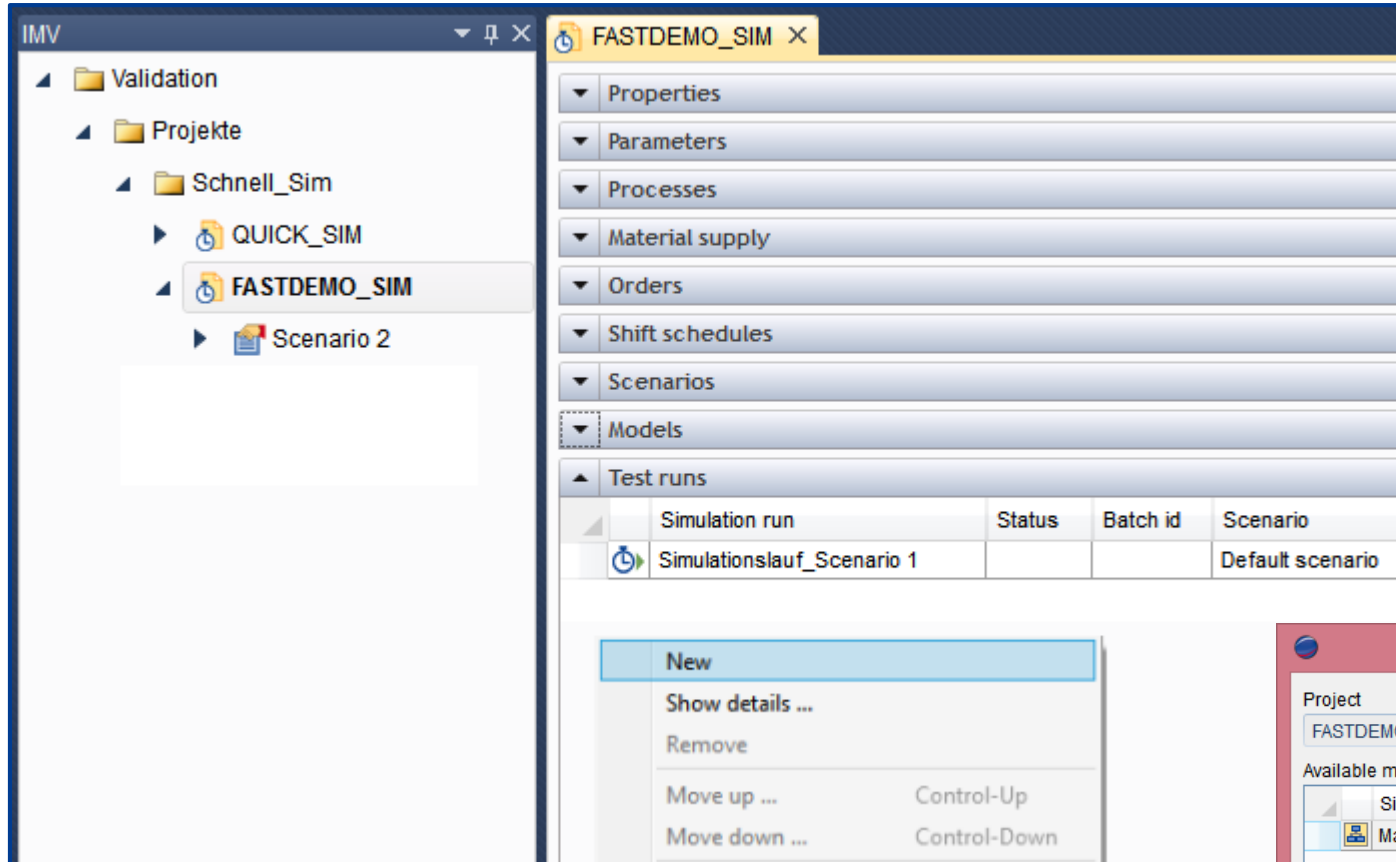 IMV
Validation
Projekte
Schnell_Sim
QUICK_SIM
FASTDEMO_SIM
Scenario 2
FASTDEMO_SIM
Properties
Parameters
Processes
Material supply
Orders
Shift schedules
Scenarios
Models
Test runs
Simulation run Status Batch id Scenario
Simulationslauf_Scenario 1 Default scenario
New
Show details ...
Remove
Move up ... Control-Up
Move down ... Control-Down
Project
Available